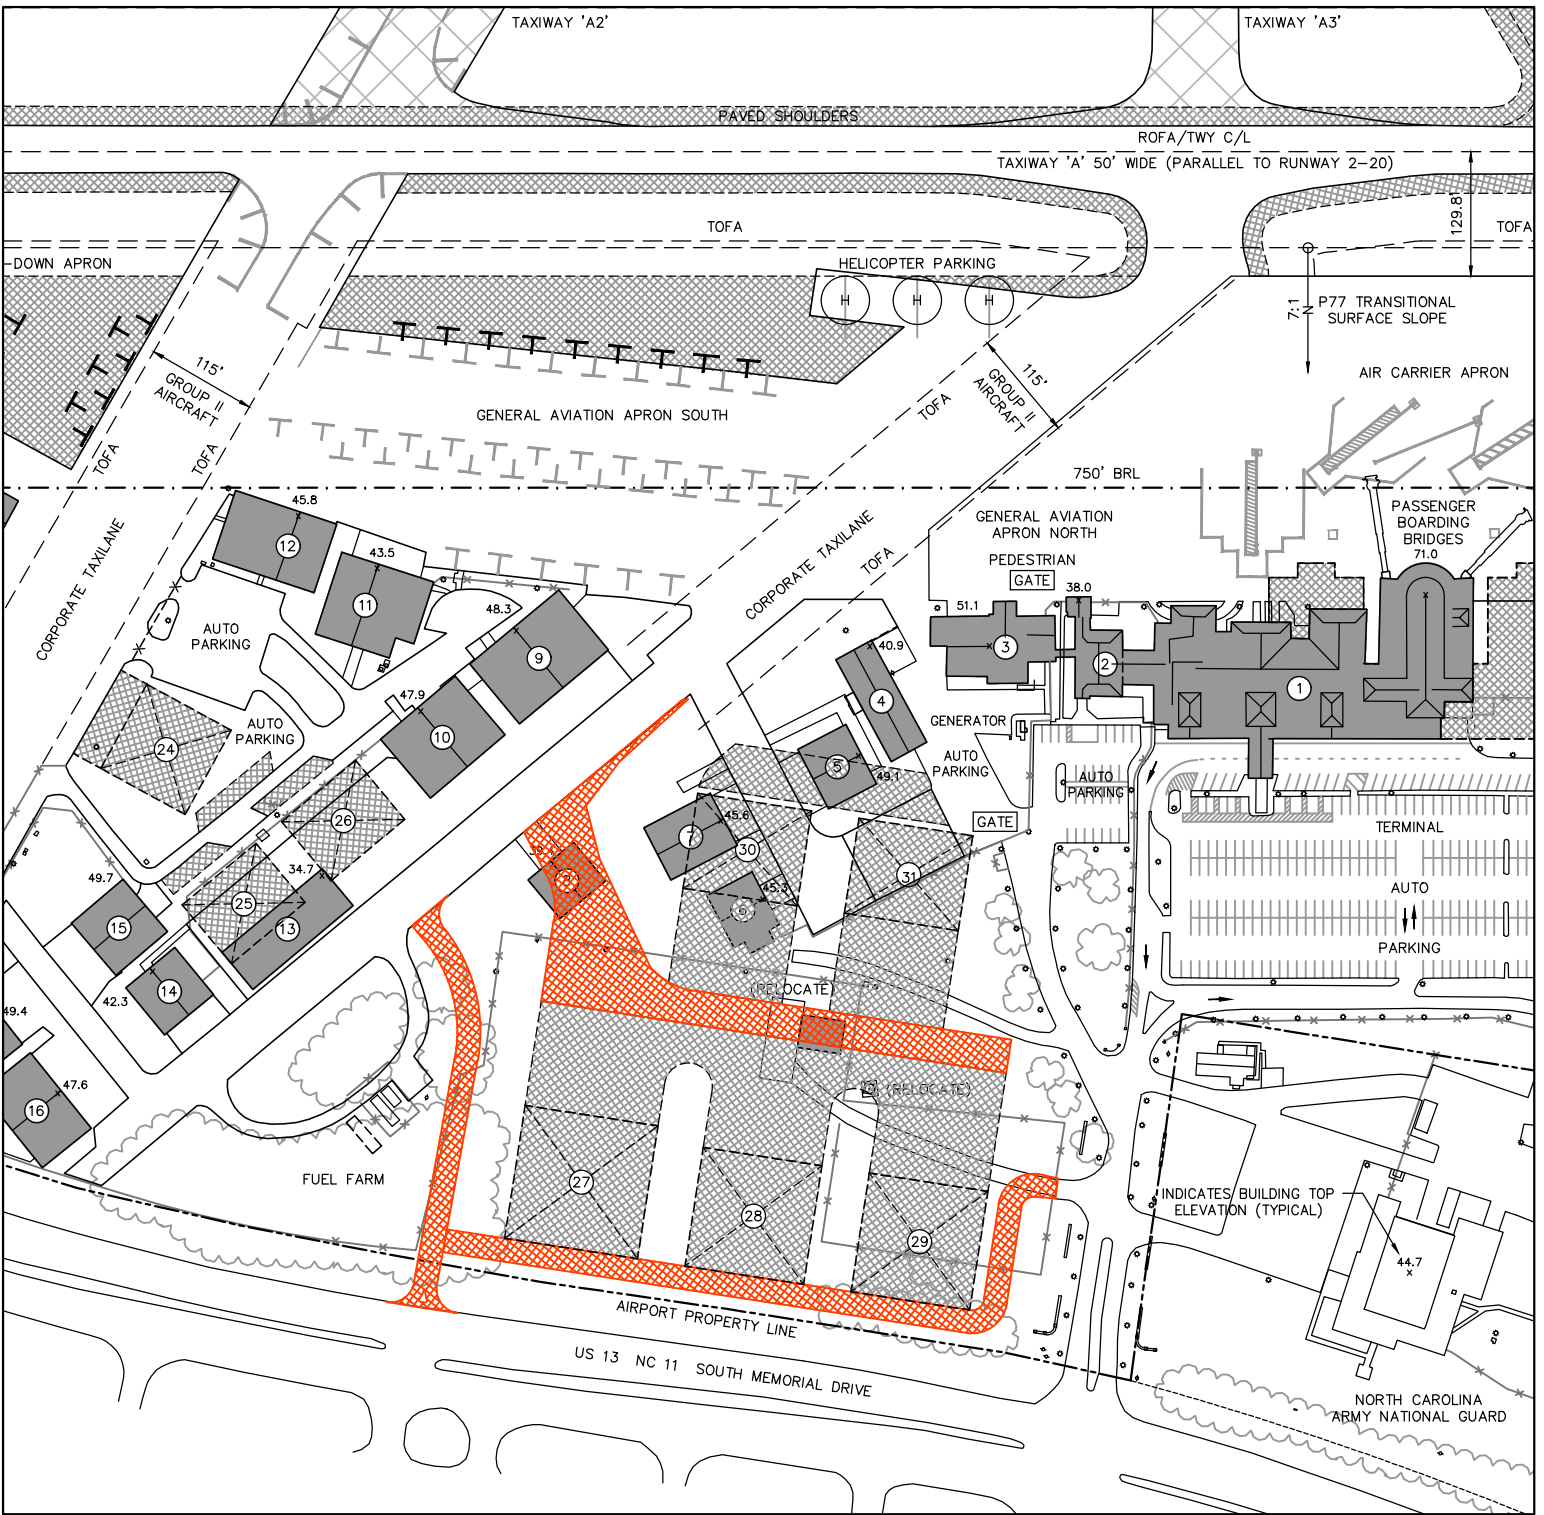 TAXIWAY 'A2'
TAXIWAY 'A3'
PAVED SHOULDERS
ROFA/TWY C/L
TAXIWAY 'A' 50' WIDE (PARALLEL TO RUNWAY 2-20)
129.8'
TOFA
TOFA
DOWN APRON
HELICOPTER PARKING
H
H
H
7:1
N
P77 TRANSITIONAL
SURFACE SLOPE
115'
GROUP II
AIRCRAFT
115'
GROUP II
AIRCRAFT
AIR CARRIER APRON
GENERAL AVIATION APRON SOUTH
TOFA
TOFA
TOFA
750' BRL
45.8
12
43.5
11
CORPORATE TAXILANE
CORPORATE TAXILANE
TOFA
GENERAL AVIATION
APRON NORTH
PEDESTRIAN
GATE
PASSENGER
BOARDING
BRIDGES
71.0
38.0
51.1
48.3
AUTO
PARKING
9
3
2
1
40.9
4
47.9
10
24
AUTO
PARKING
GENERATOR
AUTO
PARKING
AUTO
PARKING
5
49.1
GATE
TERMINAL
AUTO
PARKING
26
7
45.6
30
31
34.7
49.7
25
13
15
45.3
14
42.3
49.4
(RELOCATE)
(RELOCATE)
47.6
16
FUEL FARM
27
28
29
INDICATES BUILDING TOP
ELEVATION (TYPICAL)
44.7
AIRPORT PROPERTY LINE
US 13 NC 11 SOUTH MEMORIAL DRIVE
NORTH CAROLINA
ARMY NATIONAL GUARD